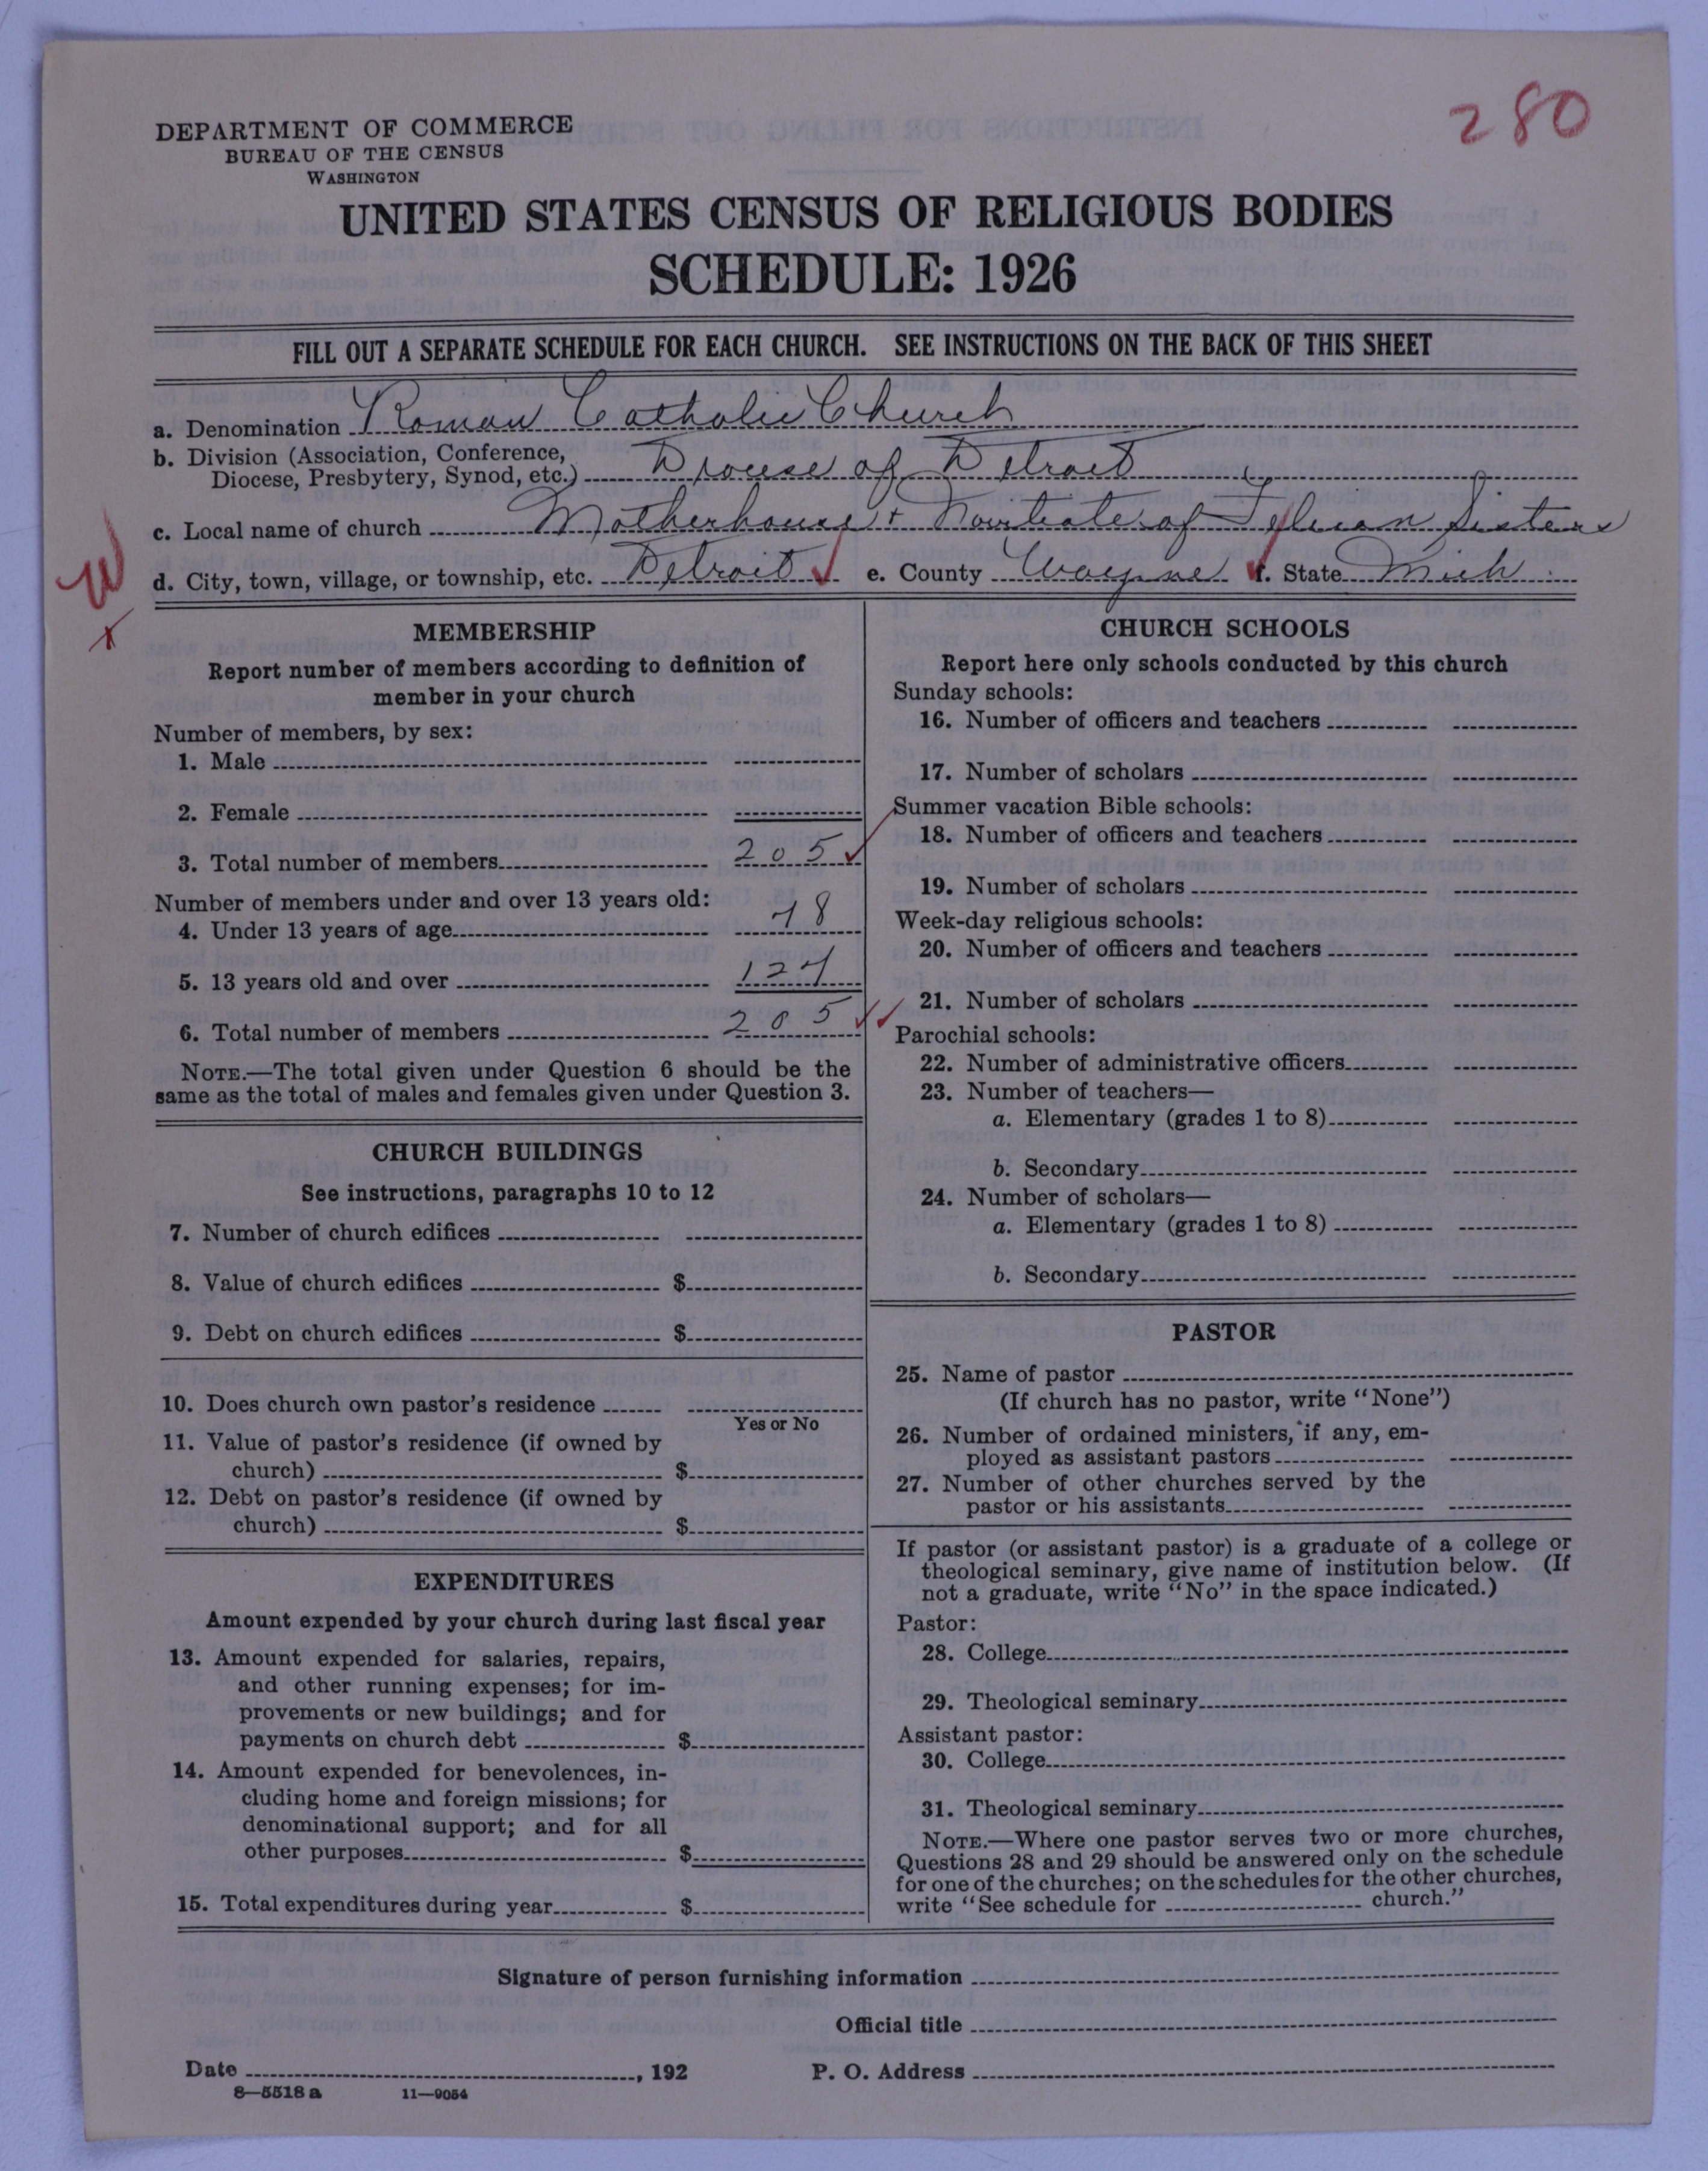 280
DEPARTMENT OF COMMERCE
BUREAU OF THE CENSUS
WASHINGTON
UNITED STATES CENSUS OF RELIGIOUS BODIES
SCHEDULE: 1926
FILL OUT A SEPARATE SCHEDULE FOR EACH CHURCH. SEE INSTRUCTIONS ON THE BACK OF THIS SHEET
a. Denomination Roman Catholic Church
b. Division (Association, Conference,
Diocese, Presbytery, Synod, etc.) Diocese of Detroit
c. Local name of church Motherhouse + Novitiate of Felician Sisters
d. City, town, village, or township, etc. Detroit e. County Wayne f. State Mich
W
x
MEMBERSHIP
Report number of members according to definition of
member in your church
Number of members, by sex:
1. Male
2. Female
3. Total number of members 205
Number of members under and over 13 years old:
4. Under 13 years of age 78
5. 13 years old and over 127
6. Total number of members 205
NOTE.—The total given under Question 6 should be the
same as the total of males and females given under Question 3.
CHURCH BUILDINGS
See instructions, paragraphs 10 to 12
7. Number of church edifices
8. Value of church edifices $
9. Debt on church edifices $
10. Does church own pastor's residence
Yes or No
11. Value of pastor's residence (if owned by
church) $
12. Debt on pastor's residence (if owned by
church) $
EXPENDITURES
Amount expended by your church during last fiscal year
13. Amount expended for salaries, repairs,
and other running expenses; for im-
provements or new buildings; and for
payments on church debt $
14. Amount expended for benevolences, in-
cluding home and foreign missions; for
denominational support; and for all
other purposes $
15. Total expenditures during year $
CHURCH SCHOOLS
Report here only schools conducted by this church
Sunday schools:
16. Number of officers and teachers
17. Number of scholars
Summer vacation Bible schools:
18. Number of officers and teachers
19. Number of scholars
Week-day religious schools:
20. Number of officers and teachers
21. Number of scholars
Parochial schools:
22. Number of administrative officers
23. Number of teachers—
a. Elementary (grades 1 to 8)
b. Secondary
24. Number of scholars—
a. Elementary (grades 1 to 8)
b. Secondary
PASTOR
25. Name of pastor
(If church has no pastor, write "None")
26. Number of ordained ministers, if any, em-
ployed as assistant pastors
27. Number of other churches served by the
pastor or his assistants
If pastor (or assistant pastor) is a graduate of a college or
theological seminary, give name of institution below. (If
not a graduate, write "No" in the space indicated.)
Pastor:
28. College
29. Theological seminary
Assistant pastor:
30. College
31. Theological seminary
NOTE.—Where one pastor serves two or more churches,
Questions 28 and 29 should be answered only on the schedule
for one of the churches; on the schedules for the other churches,
write "See schedule for church."
Signature of person furnishing information
Official title
Date , 192 P. O. Address
8—5518 a 11—9054